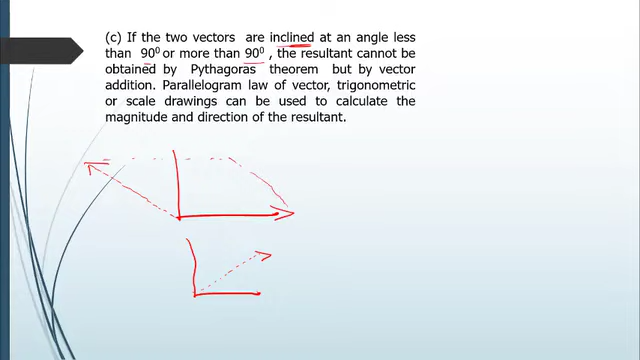 (c) If the two vectors are inclined at an angle less
than 90⁰ or more than 90⁰ , the resultant cannot be
obtained by Pythagoras theorem but by vector
addition. Parallelogram law of vector, trigonometric
or scale drawings can be used to calculate the
magnitude and direction of the resultant.